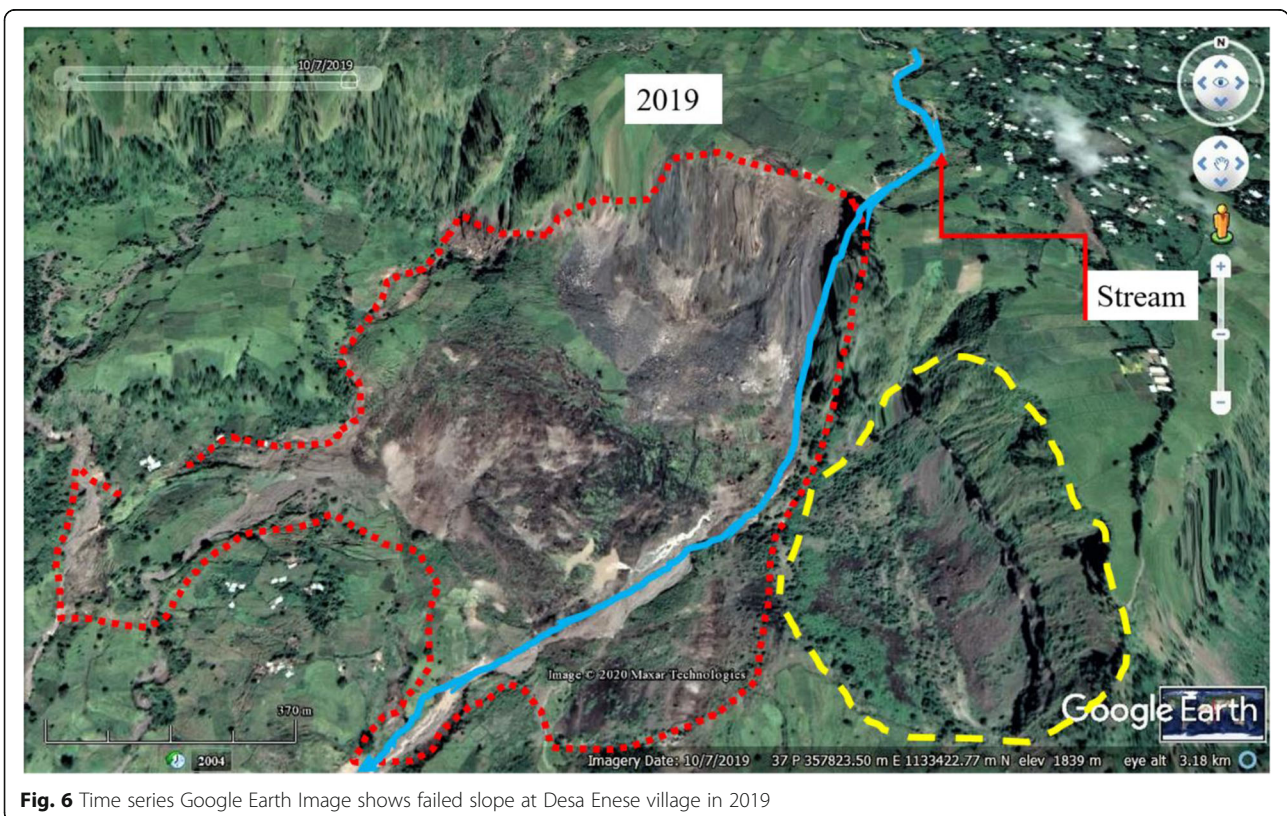 10/7/2019
2019
N
Stream
Image © 2020 Maxar Technologies
Google Earth
370 m
2004
Imagery Date: 10/7/2019 37 P 357823.50 m E 1133422.77 m N elev 1839 m eye alt 3.18 km
Fig. 6 Time series Google Earth Image shows failed slope at Desa Enese village in 2019